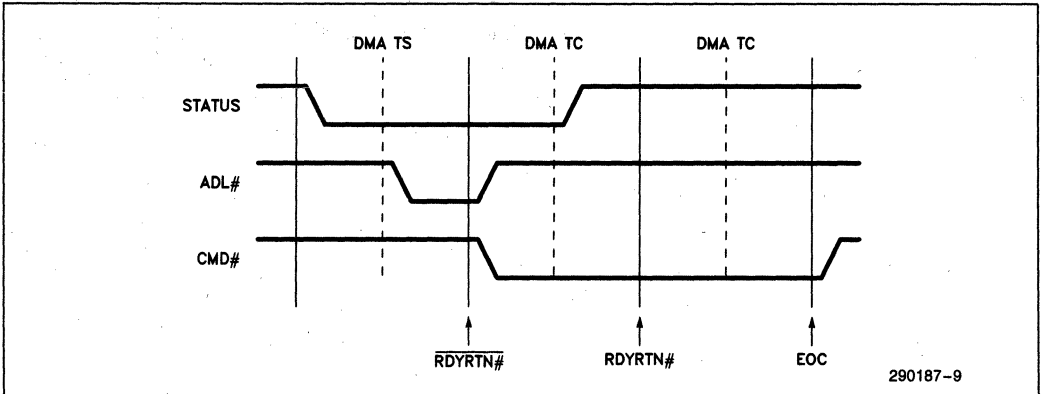 DMA TS DMA TC DMA TC
STATUS
ADL#
CMD#
RDYRTN# RDYRTN# EOC
290187-9